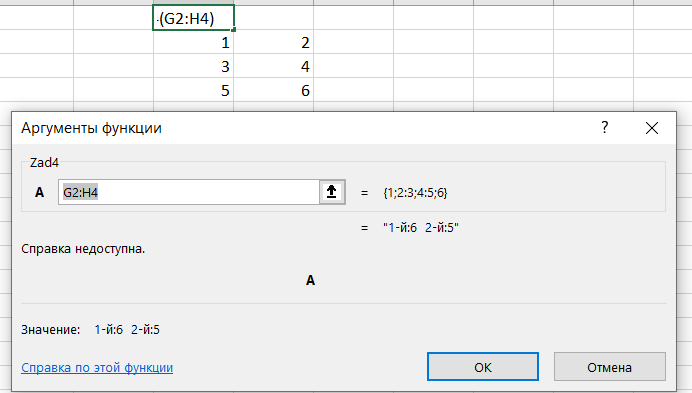 (G2:H4)
1 2
3 4
5 6
Аргументы функции ?
Zad4
A G2:H4 = {1;2:3;4:5;6}
= "1-й:6 2-й:5"
Справка недоступна.
A
Значение: 1-й:6 2-й:5
Справка по этой функции ОК Отмена